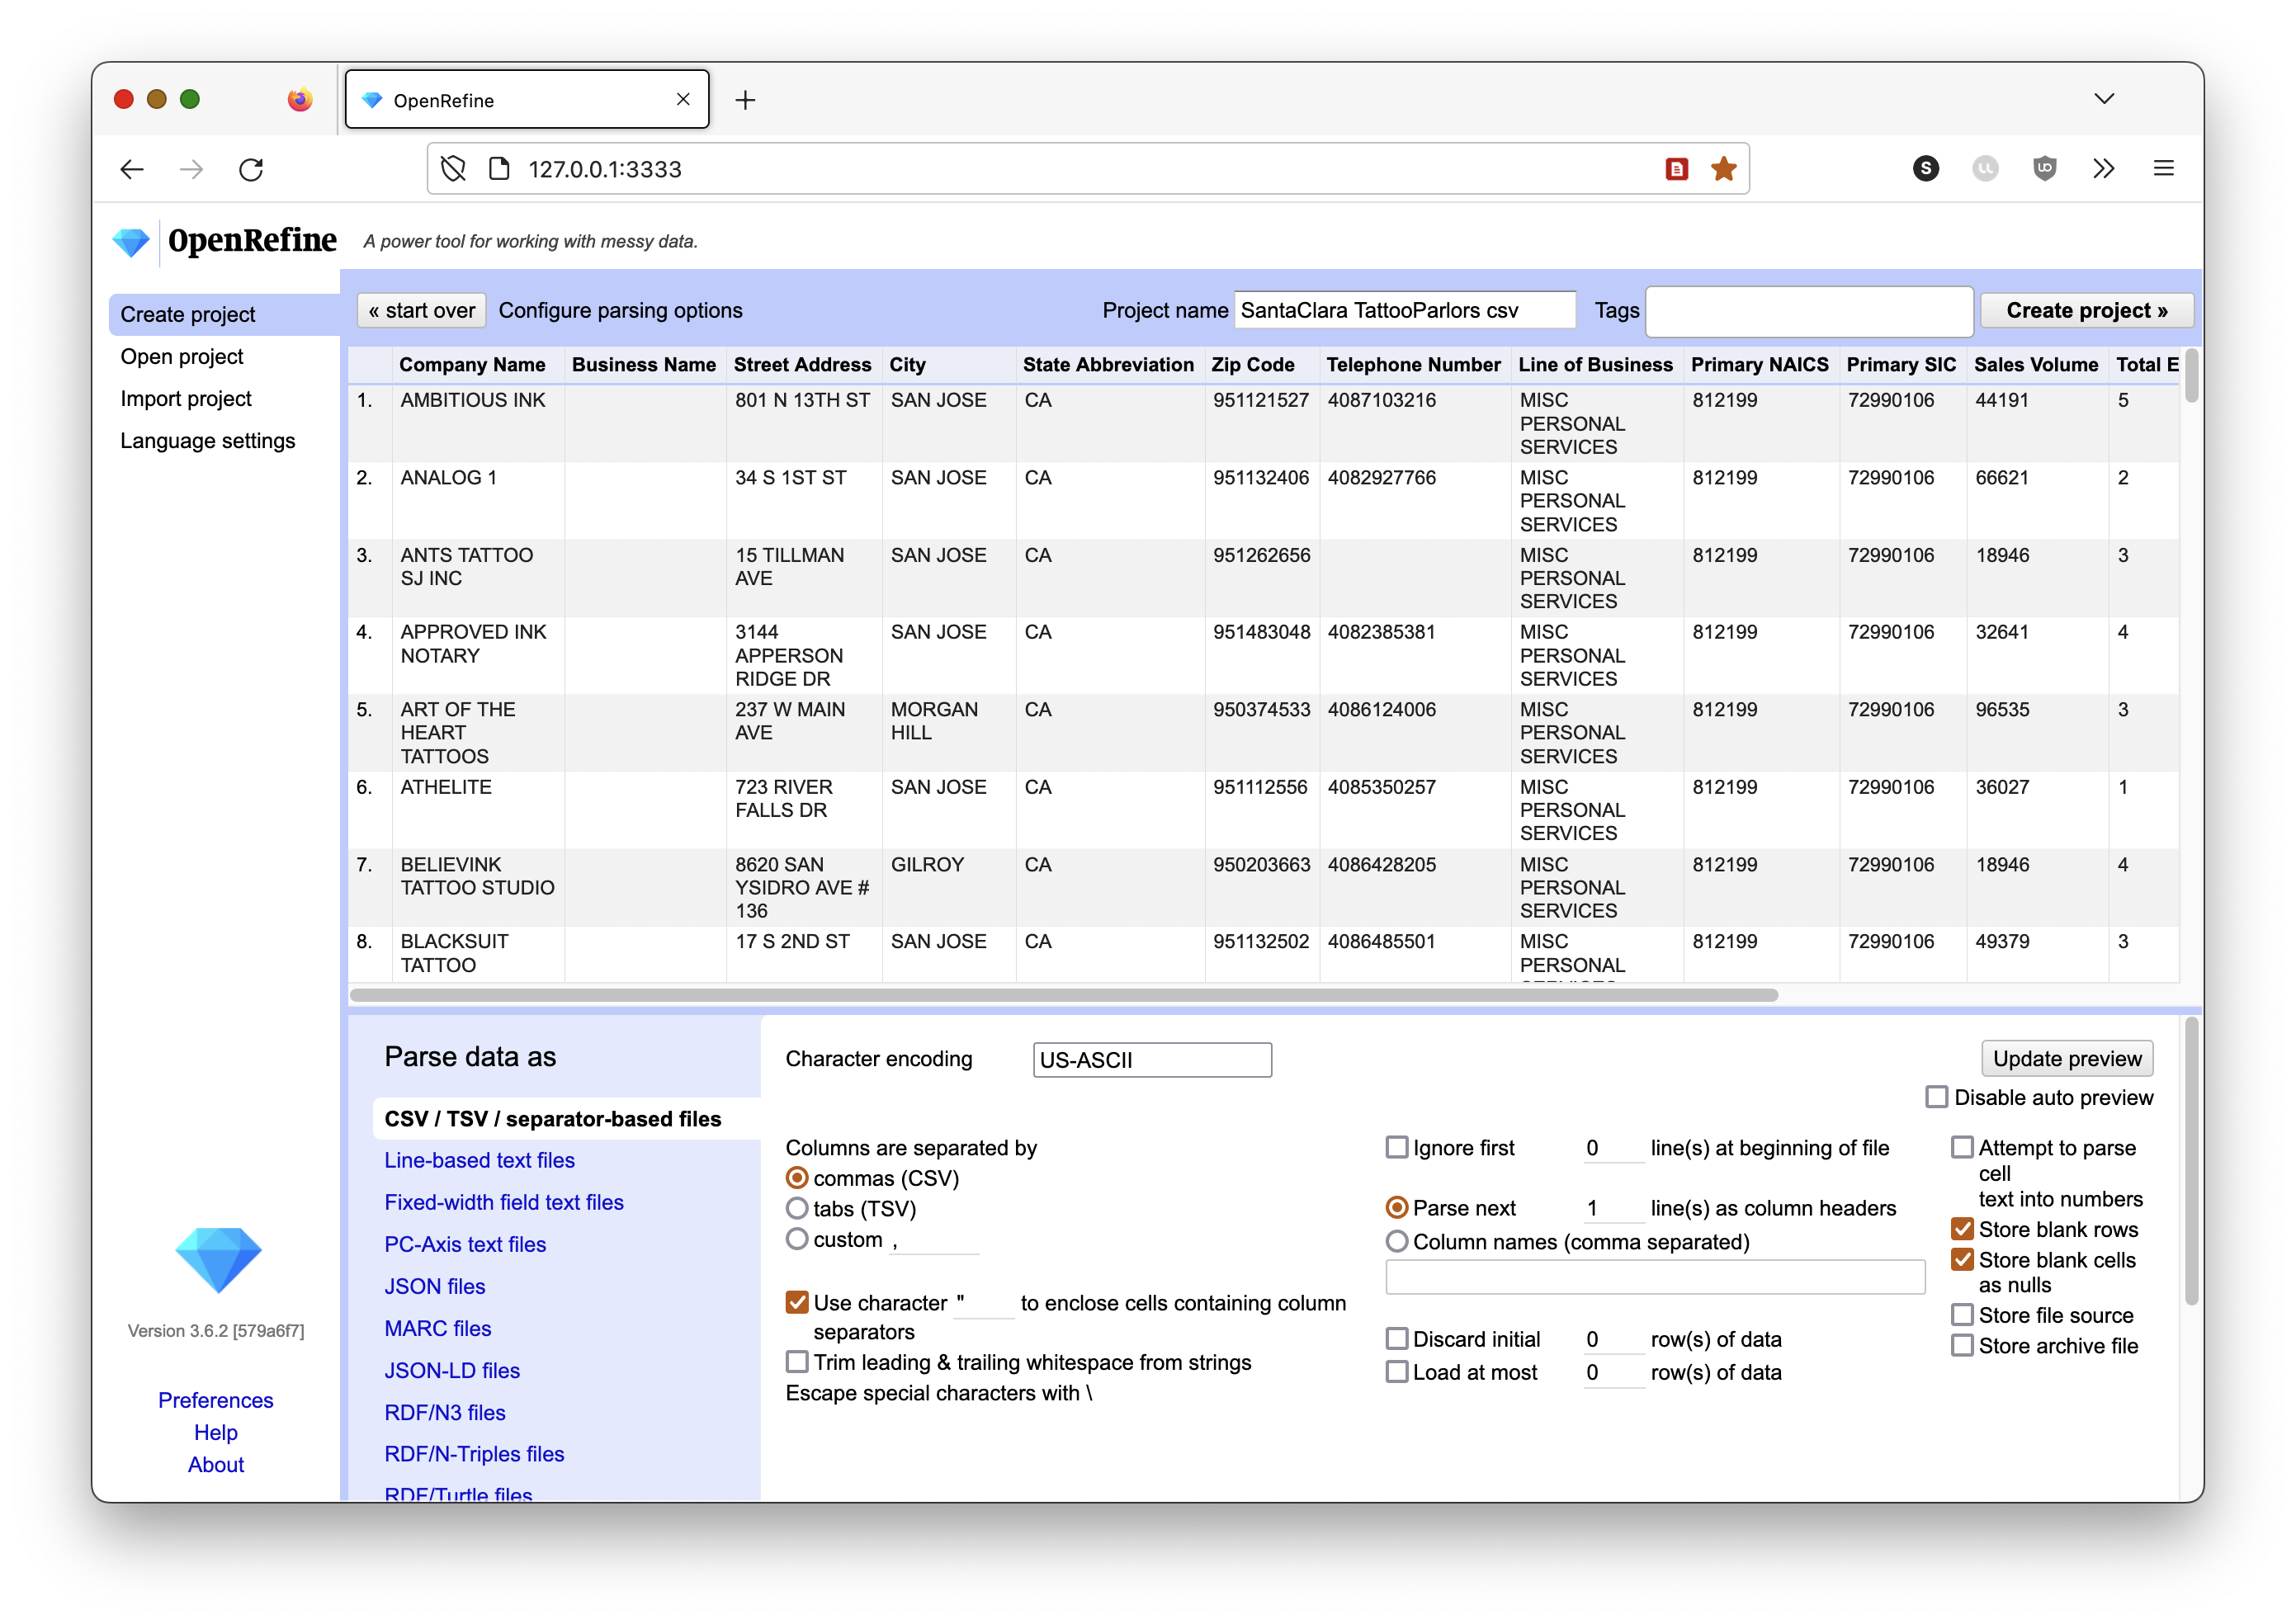 OpenRefine
127.0.0.1:3333
S
OpenRefine A power tool for working with messy data.
Create project
Open project
Import project
Language settings
« start over Configure parsing options Project name SantaClara TattooParlors csv Tags Create project »
Company Name Business Name Street Address City State Abbreviation Zip Code Telephone Number Line of Business Primary NAICS Primary SIC Sales Volume Total E
1. AMBITIOUS INK 801 N 13TH ST SAN JOSE CA 951121527 4087103216 MISC 812199 72990106 44191 5
PERSONAL
SERVICES
2. ANALOG 1 34 S 1ST ST SAN JOSE CA 951132406 4082927766 MISC 812199 72990106 66621 2
PERSONAL
SERVICES
3. ANTS TATTOO 15 TILLMAN SAN JOSE CA 951262656 MISC 812199 72990106 18946 3
SJ INC AVE PERSONAL
SERVICES
4. APPROVED INK 3144 SAN JOSE CA 951483048 4082385381 MISC 812199 72990106 32641 4
NOTARY APPERSON PERSONAL
RIDGE DR SERVICES
5. ART OF THE 237 W MAIN MORGAN CA 950374533 4086124006 MISC 812199 72990106 96535 3
HEART AVE HILL PERSONAL
TATTOOS SERVICES
6. ATHELITE 723 RIVER SAN JOSE CA 951112556 4085350257 MISC 812199 72990106 36027 1
FALLS DR PERSONAL
SERVICES
7. BELIEVINK 8620 SAN GILROY CA 950203663 4086428205 MISC 812199 72990106 18946 4
TATTOO STUDIO YSIDRO AVE # PERSONAL
136 SERVICES
8. BLACKSUIT 17 S 2ND ST SAN JOSE CA 951132502 4086485501 MISC 812199 72990106 49379 3
TATTOO PERSONAL
Parse data as
CSV / TSV / separator-based files
Line-based text files
Fixed-width field text files
PC-Axis text files
JSON files
MARC files
JSON-LD files
RDF/N3 files
RDF/N-Triples files
RDF/Turtle files
Character encoding US-ASCII
Update preview
Disable auto preview
Columns are separated by
commas (CSV)
tabs (TSV)
custom ,
Use character " to enclose cells containing column
separators
Trim leading & trailing whitespace from strings
Escape special characters with \
Ignore first 0 line(s) at beginning of file
Parse next 1 line(s) as column headers
Column names (comma separated)
Discard initial 0 row(s) of data
Load at most 0 row(s) of data
Attempt to parse
cell
text into numbers
Store blank rows
Store blank cells
as nulls
Store file source
Store archive file
Version 3.6.2 [579a6f7]
Preferences
Help
About